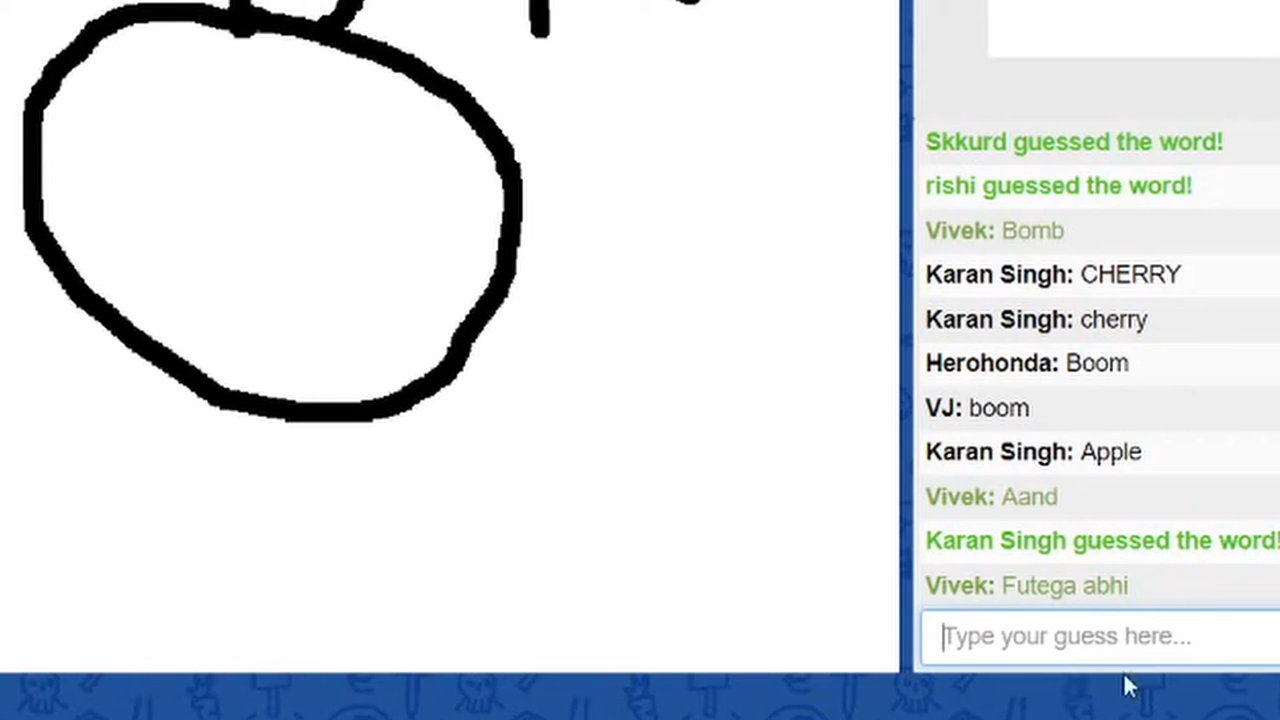 Skkurd guessed the word!
rishi guessed the word!
Vivek: Bomb
Karan Singh: CHERRY
Karan Singh: cherry
Herohonda: Boom
VJ: boom
Karan Singh: Apple
Vivek: Aand
Karan Singh guessed the word!
Vivek: Futega abhi
Type your guess here...